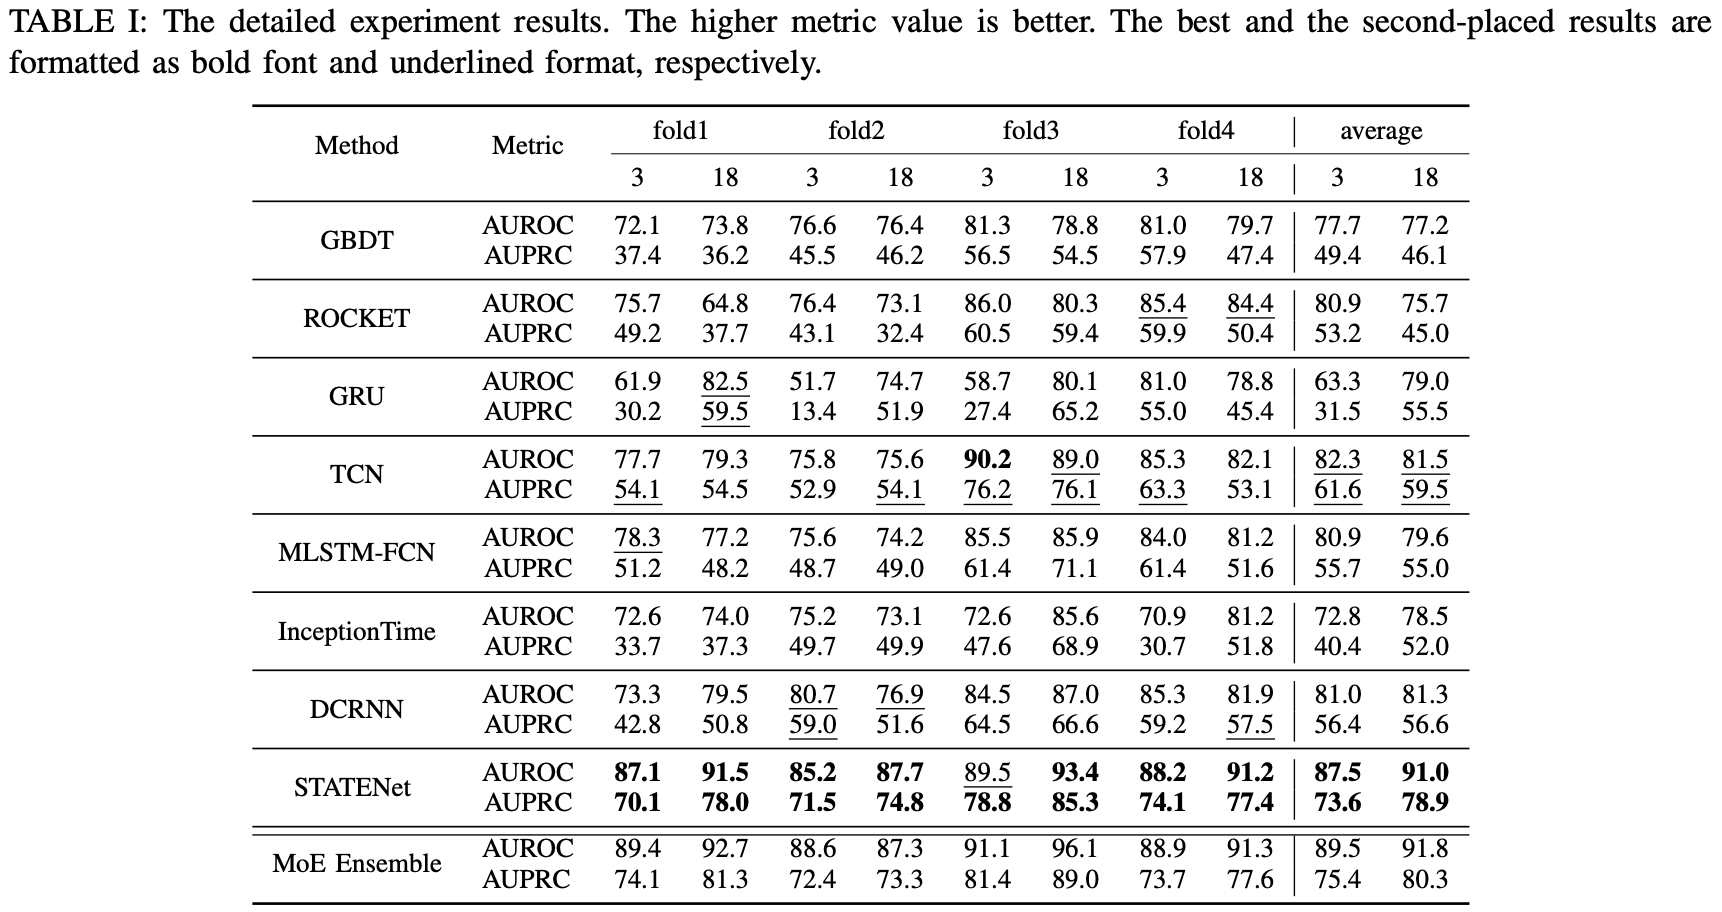 TABLE I: The detailed experiment results. The higher metric value is better. The best and the second-placed results are
formatted as bold font and underlined format, respectively.
Method Metric fold1 fold2 fold3 fold4 average
3 18 3 18 3 18 3 18 3 18
GBDT AUROC 72.1 73.8 76.6 76.4 81.3 78.8 81.0 79.7 77.7 77.2
AUPRC 37.4 36.2 45.5 46.2 56.5 54.5 57.9 47.4 49.4 46.1
ROCKET AUROC 75.7 64.8 76.4 73.1 86.0 80.3 85.4 84.4 80.9 75.7
AUPRC 49.2 37.7 43.1 32.4 60.5 59.4 59.9 50.4 53.2 45.0
GRU AUROC 61.9 82.5 51.7 74.7 58.7 80.1 81.0 78.8 63.3 79.0
AUPRC 30.2 59.5 13.4 51.9 27.4 65.2 55.0 45.4 31.5 55.5
TCN AUROC 77.7 79.3 75.8 75.6 90.2 89.0 85.3 82.1 82.3 81.5
AUPRC 54.1 54.5 52.9 54.1 76.2 76.1 63.3 53.1 61.6 59.5
MLSTM-FCN AUROC 78.3 77.2 75.6 74.2 85.5 85.9 84.0 81.2 80.9 79.6
AUPRC 51.2 48.2 48.7 49.0 61.4 71.1 61.4 51.6 55.7 55.0
InceptionTime AUROC 72.6 74.0 75.2 73.1 72.6 85.6 70.9 81.2 72.8 78.5
AUPRC 33.7 37.3 49.7 49.9 47.6 68.9 30.7 51.8 40.4 52.0
DCRNN AUROC 73.3 79.5 80.7 76.9 84.5 87.0 85.3 81.9 81.0 81.3
AUPRC 42.8 50.8 59.0 51.6 64.5 66.6 59.2 57.5 56.4 56.6
STATENet AUROC 87.1 91.5 85.2 87.7 89.5 93.4 88.2 91.2 87.5 91.0
AUPRC 70.1 78.0 71.5 74.8 78.8 85.3 74.1 77.4 73.6 78.9
MoE Ensemble AUROC 89.4 92.7 88.6 87.3 91.1 96.1 88.9 91.3 89.5 91.8
AUPRC 74.1 81.3 72.4 73.3 81.4 89.0 73.7 77.6 75.4 80.3